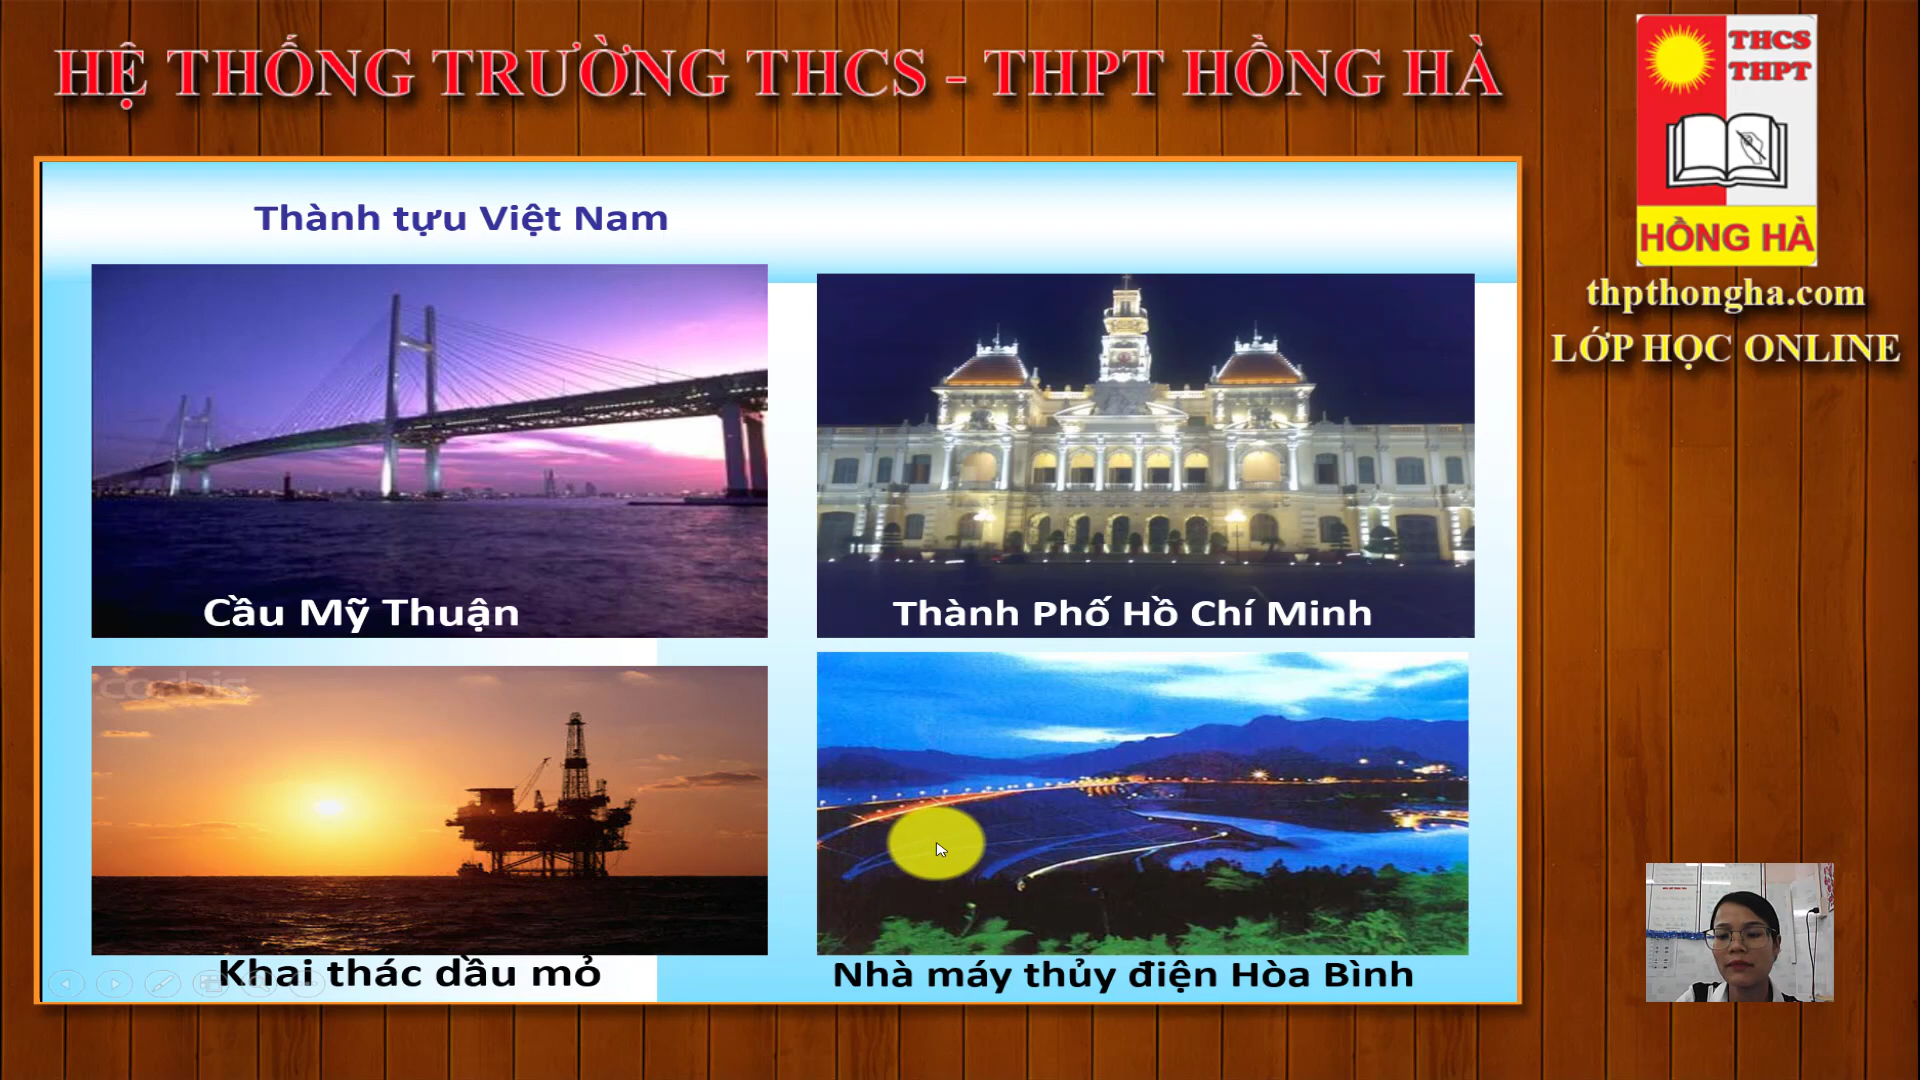 HỆ THỐNG TRƯỜNG THCS - THPT HỒNG HÀ
THCS
THPT
HỒNG HÀ
thpthongha.com
LỚP HỌC ONLINE
Thành tựu Việt Nam
Cầu Mỹ Thuận
Thành Phố Hồ Chí Minh
corbis
Khai thác dầu mỏ
Nhà máy thủy điện Hòa Bình